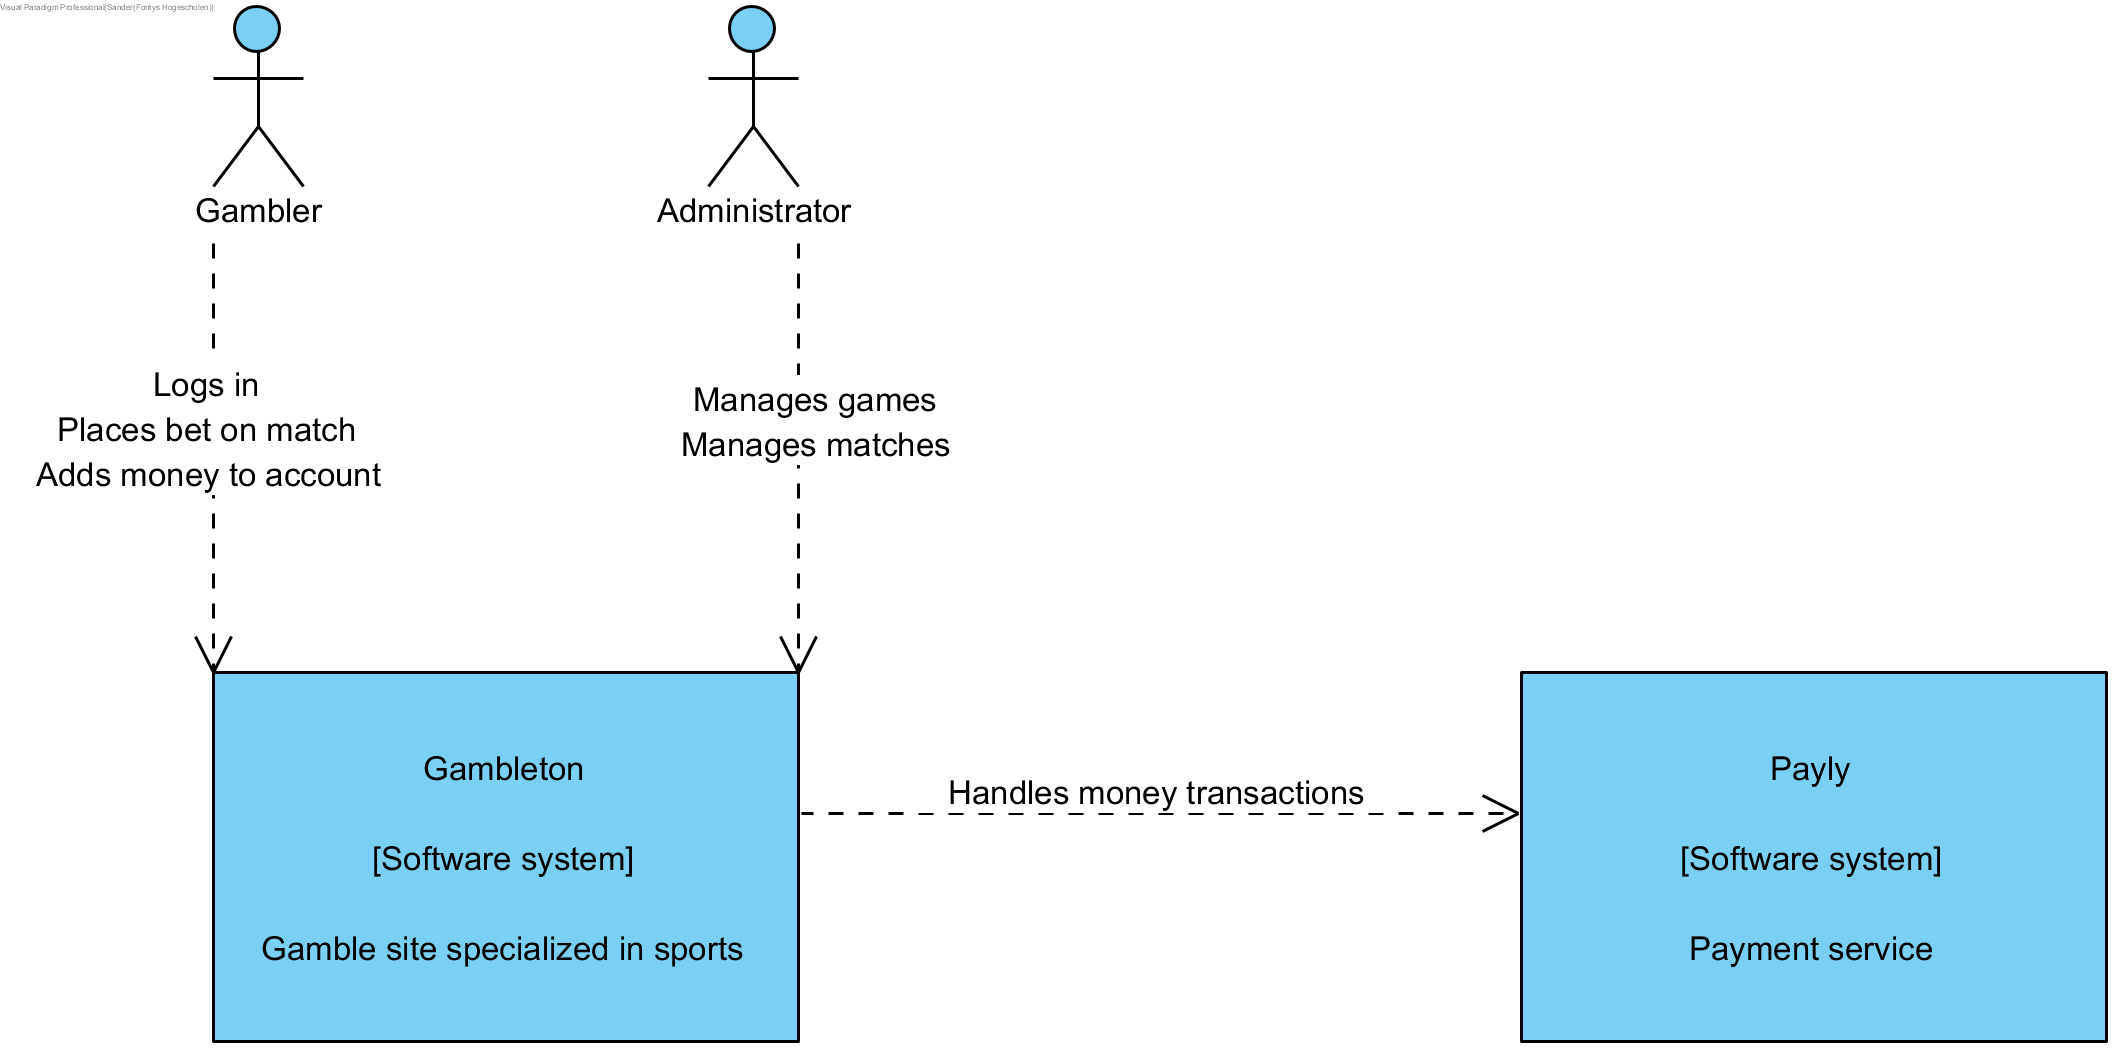 Visual Paradigm Professional(Sander(Fontys Hogescholen))
Gambler
Administrator
Logs in
Places bet on match
Adds money to account
Manages games
Manages matches
Gambleton
[Software system]
Gamble site specialized in sports
Handles money transactions
Payly
[Software system]
Payment service